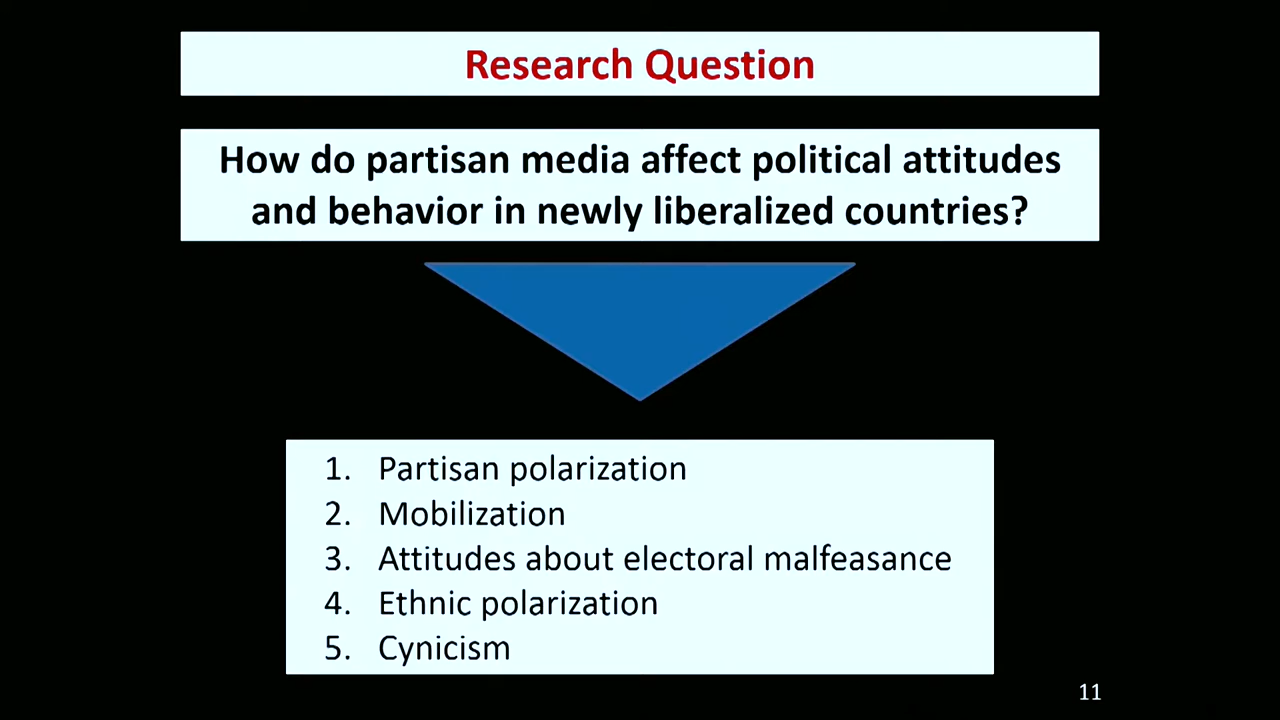 Research Question
How do partisan media affect political attitudes
and behavior in newly liberalized countries?
1. Partisan polarization
2. Mobilization
3. Attitudes about electoral malfeasance
4. Ethnic polarization
5. Cynicism
11